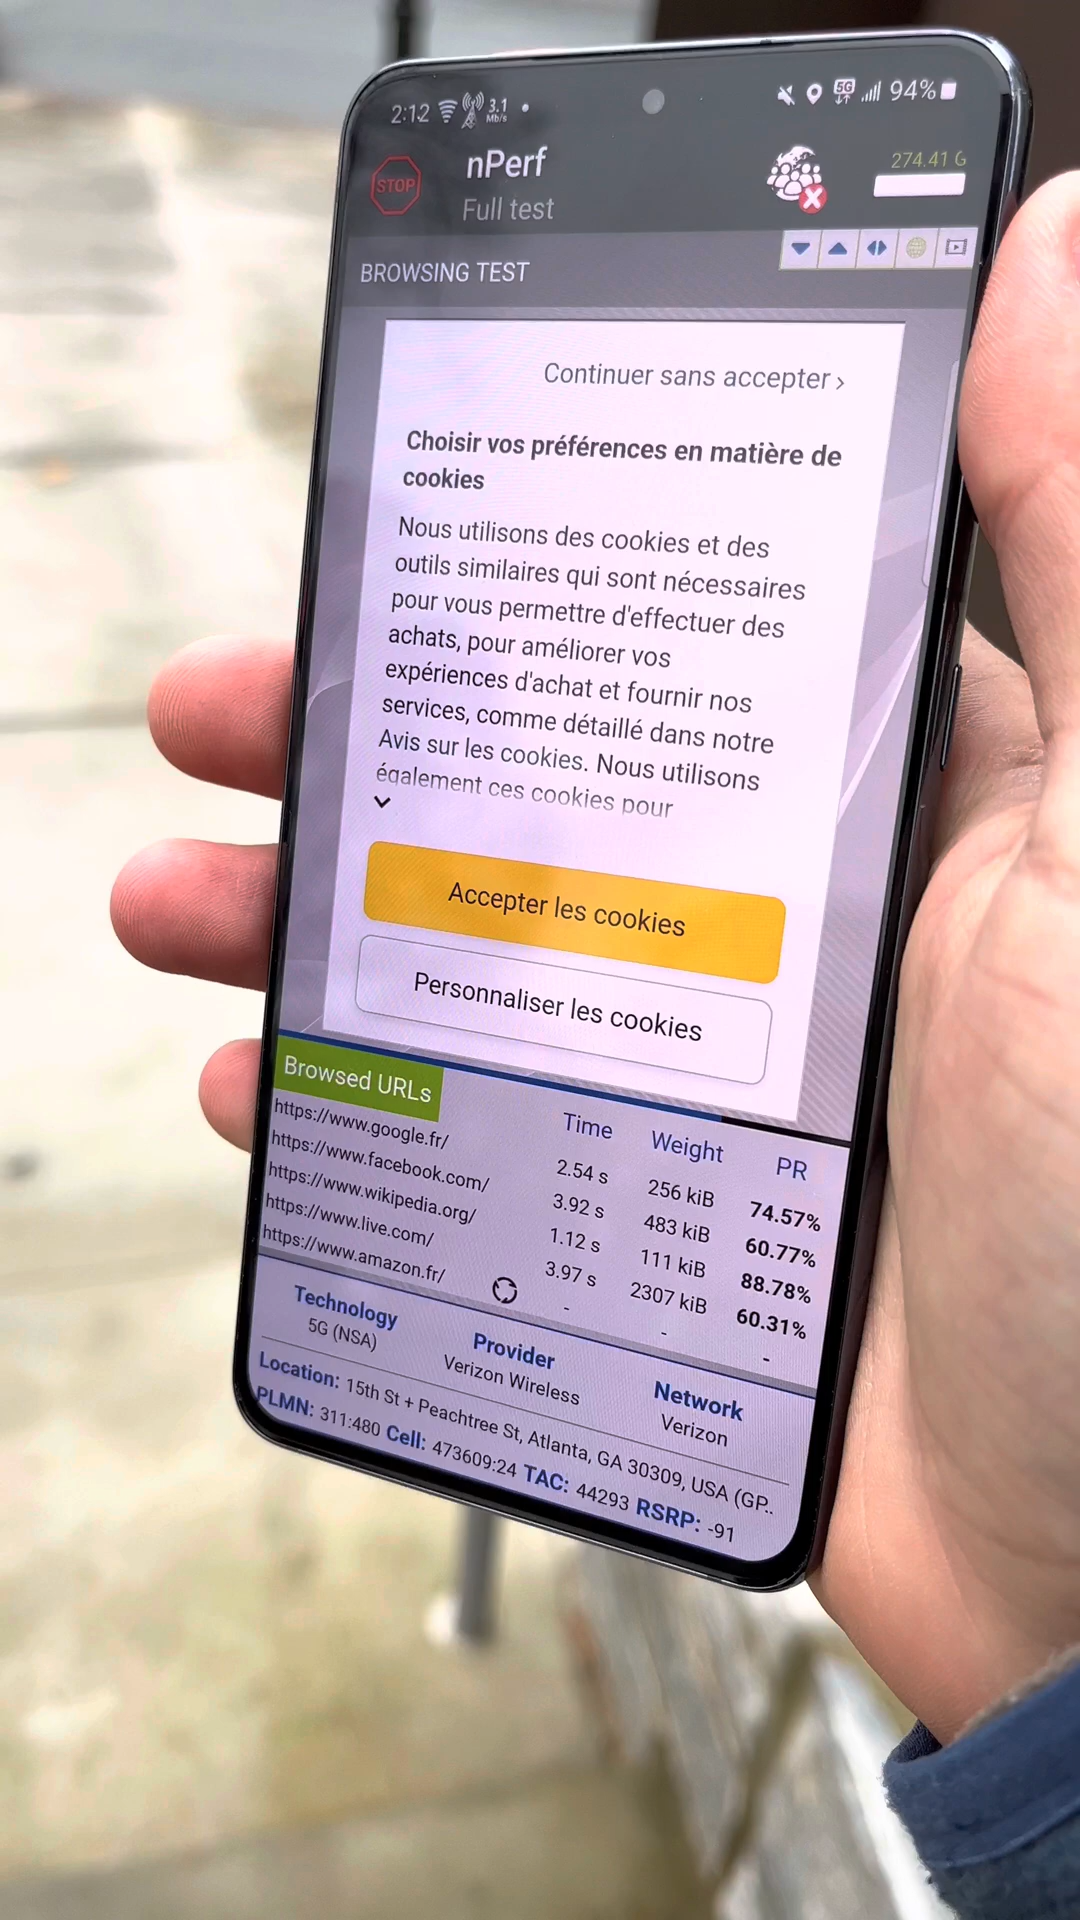 2:12 3.1 Mb/s 5G 94%
STOP nPerf 274.41 G
Full test
BROWSING TEST
Continuer sans accepter ›
Choisir vos préférences en matière de
cookies
Nous utilisons des cookies et des
outils similaires qui sont nécessaires
pour vous permettre d'effectuer des
achats, pour améliorer vos
expériences d'achat et fournir nos
services, comme détaillé dans notre
Avis sur les cookies. Nous utilisons
également ces cookies pour
Accepter les cookies
Personnaliser les cookies
Browsed URLs Time Weight PR
https://www.google.fr/ 2.54 s 256 kiB 74.57%
https://www.facebook.com/ 3.92 s 483 kiB 60.77%
https://www.wikipedia.org/ 1.12 s 111 kiB 88.78%
https://www.live.com/ 3.97 s 2307 kiB 60.31%
https://www.amazon.fr/ - - -
Technology Provider Network
5G (NSA) Verizon Wireless Verizon
Location: 15th St + Peachtree St, Atlanta, GA 30309, USA (GP..
PLMN: 311:480 Cell: 473609:24 TAC: 44293 RSRP: -91